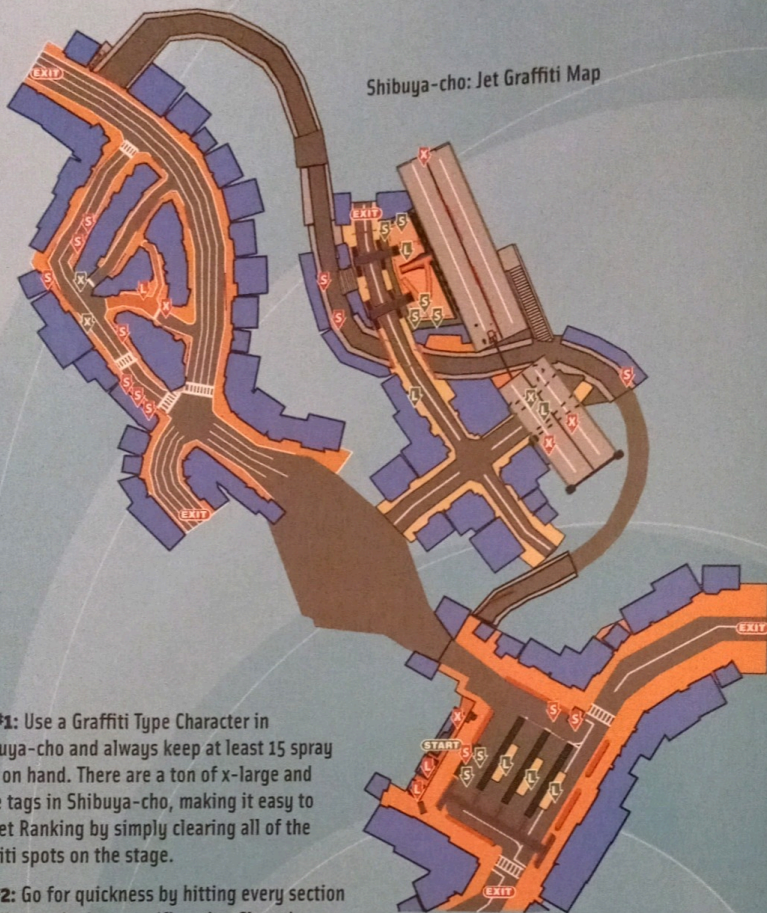 Shibuya-cho: Jet Graffiti Map
EXIT
X
EXIT
S
S
S
L
S
S
X
S
L
X
S
S
X
S
S
S
S
S
S
S
L
S
X
L
X
X
S
S
S
EXIT
EXIT
S
S
X
START
S
S
L
L
S
L
L
L
EXIT
#1: Use a Graffiti Type Character in
uya-cho and always keep at least 15 spray
on hand. There are a ton of x-large and
tags in Shibuya-cho, making it easy to
et Ranking by simply clearing all of the
iti spots on the stage.
2: Go for quickness by hitting every section